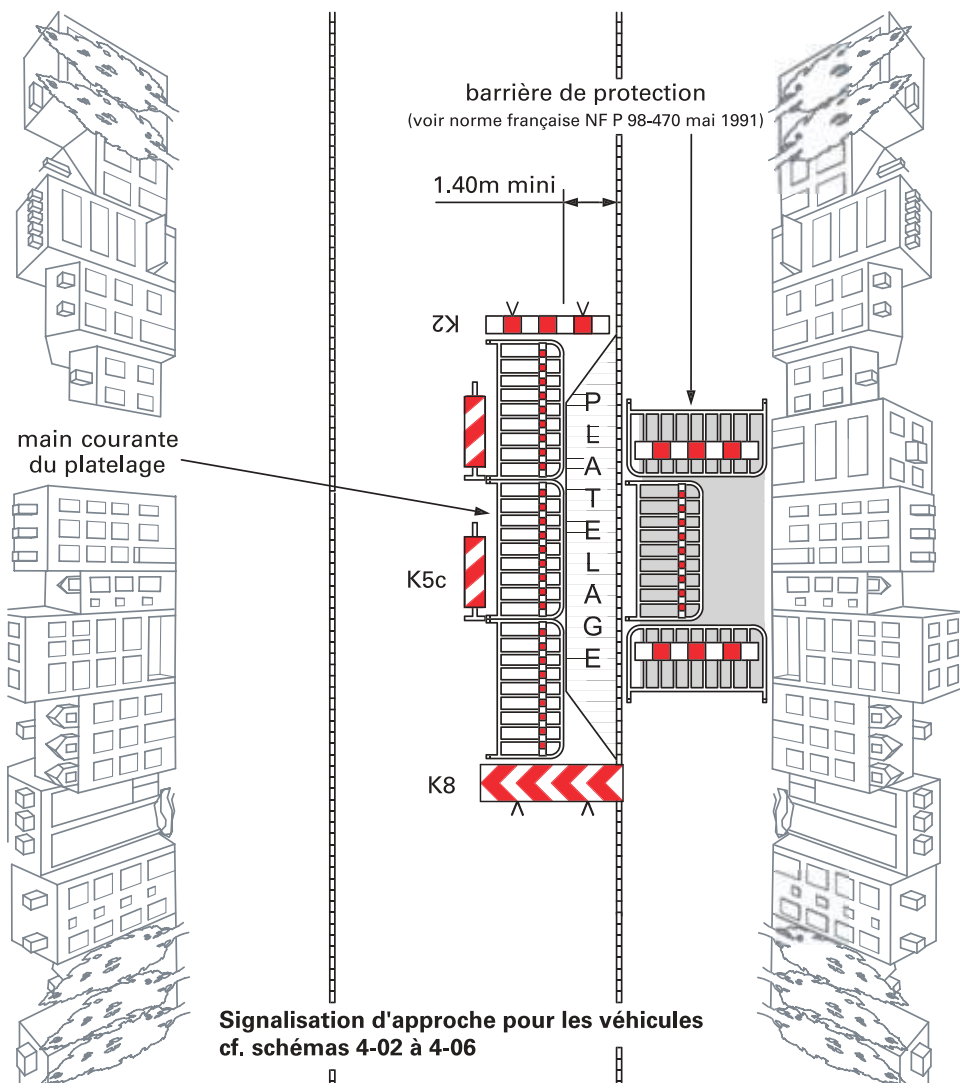 barrière de protection
(voir norme française NF P 98-470 mai 1991)
1.40m mini
K2
main courante
du platelage
PLATELAGE
K5c
K8
Signalisation d'approche pour les véhicules
cf. schémas 4-02 à 4-06